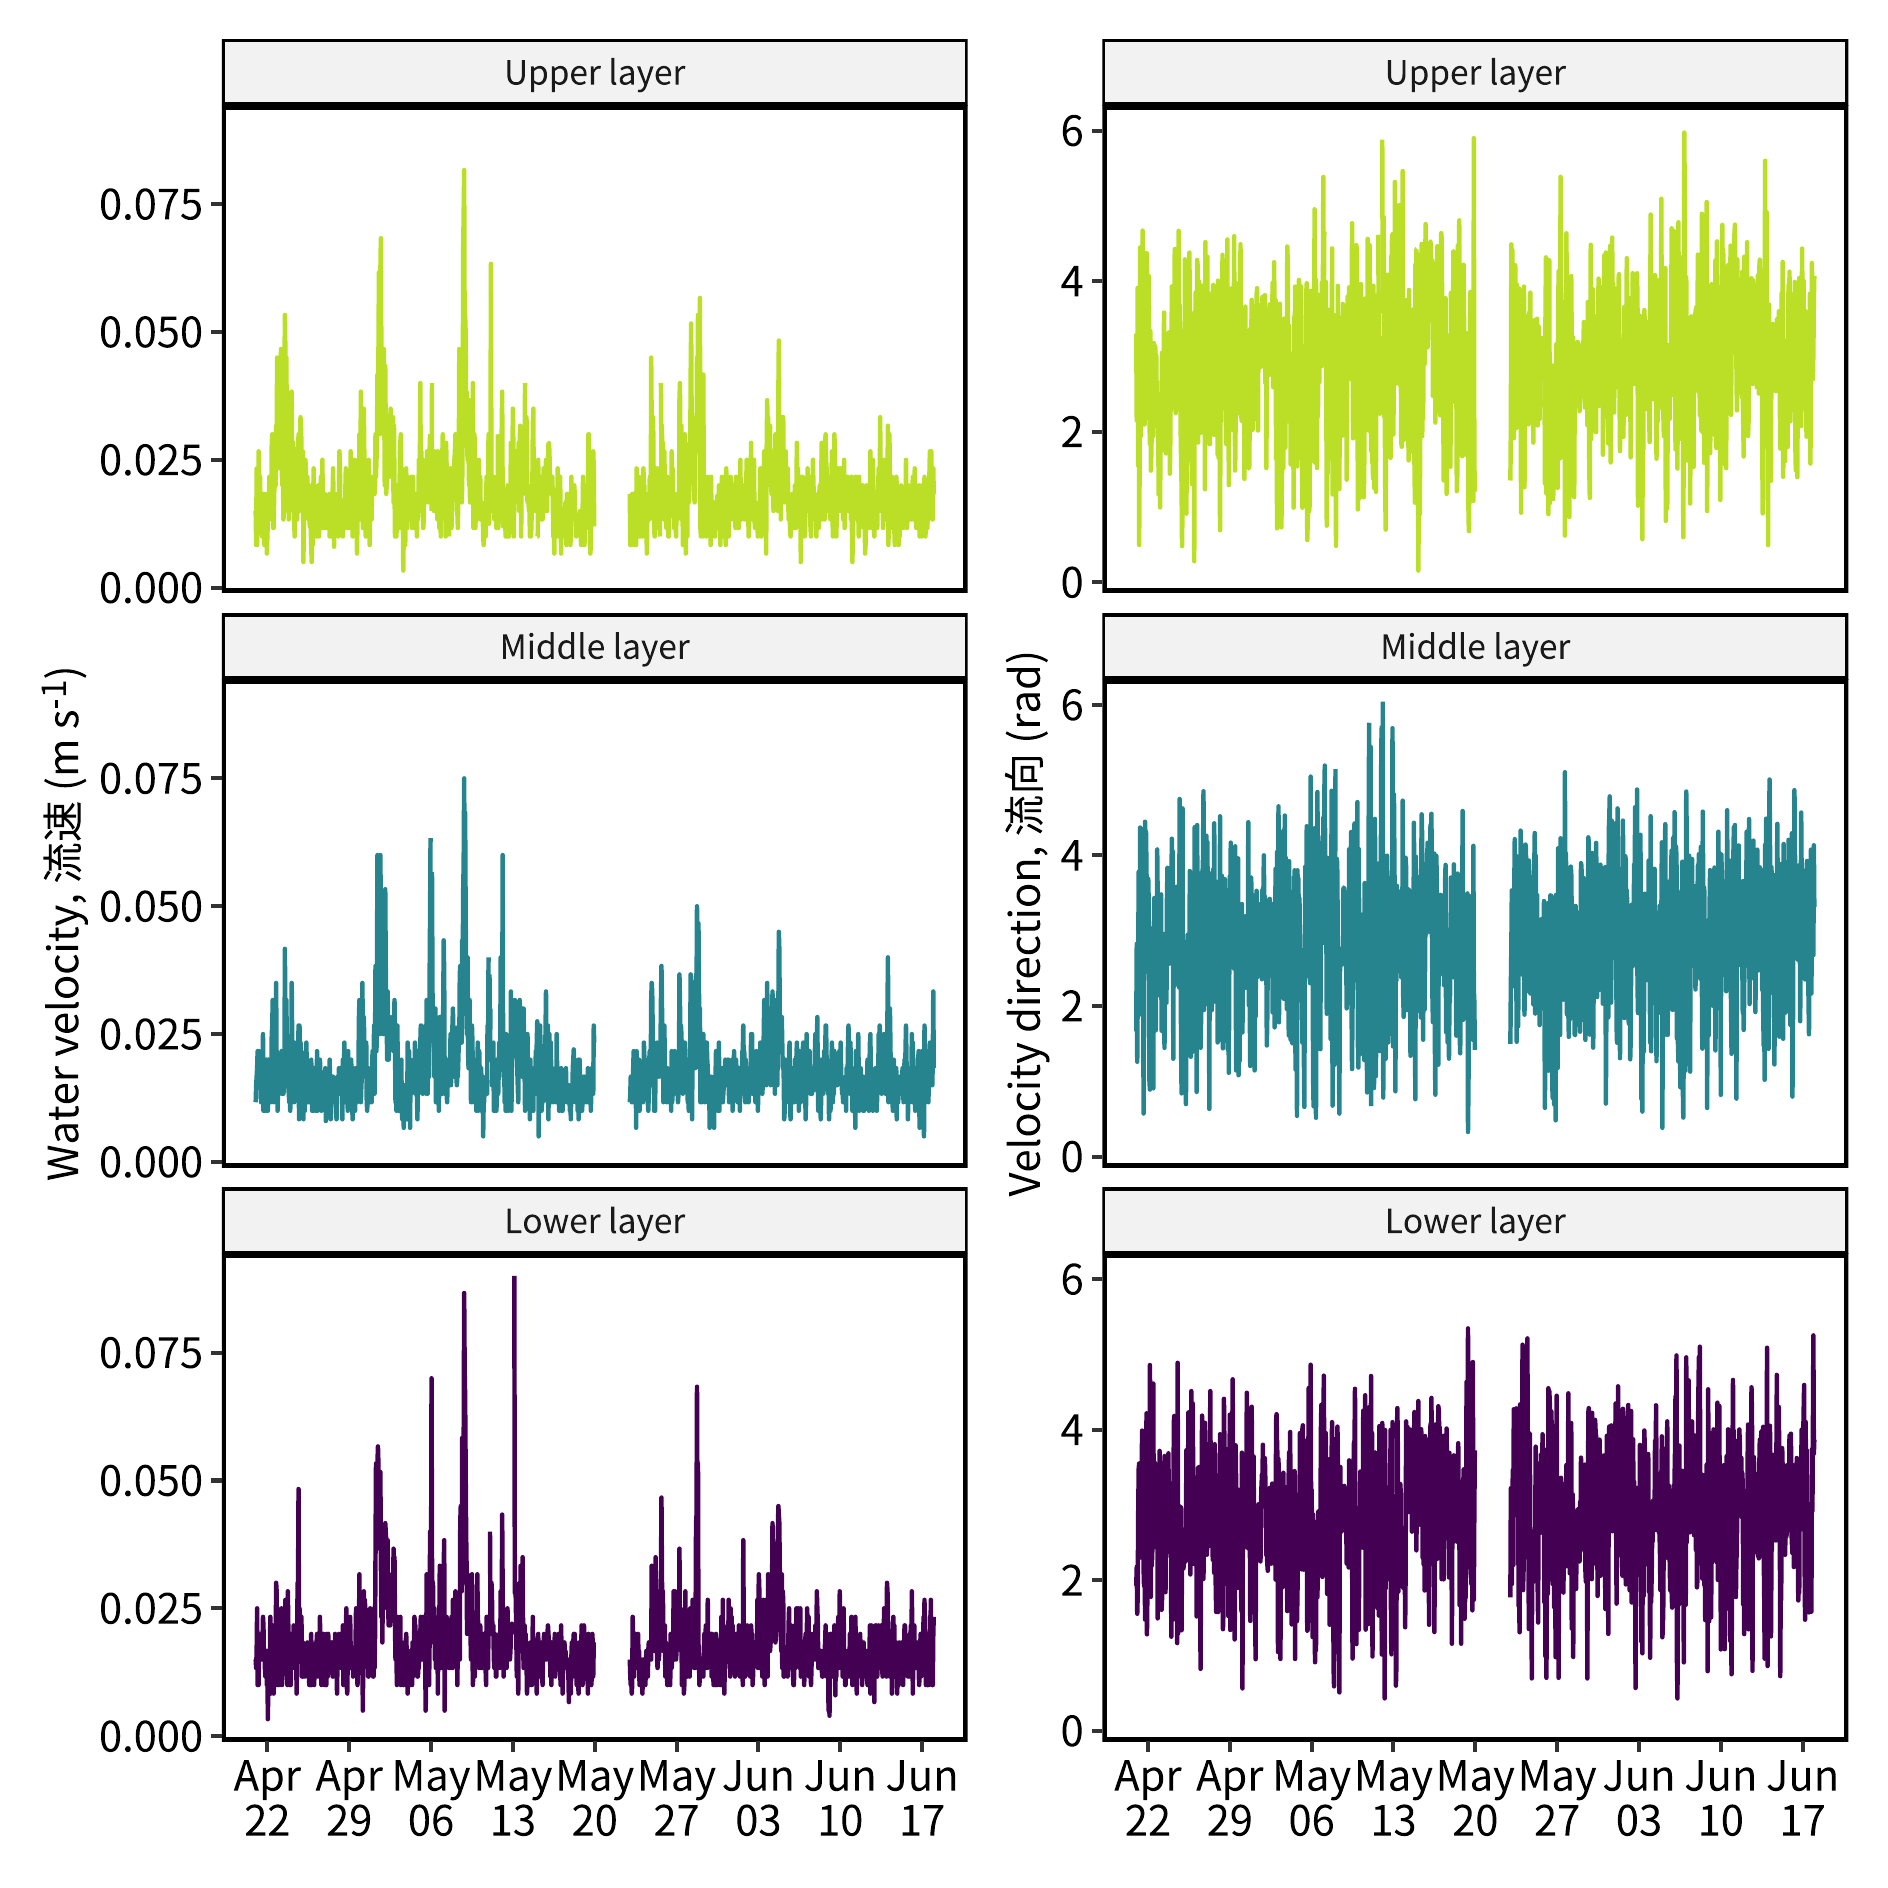 Upper layer
0.075
0.050
0.025
0.000
Middle layer
0.075
0.050
0.025
0.000
Lower layer
0.075
0.050
0.025
0.000
Water velocity, 流速 (m s⁻¹)
Apr 22
Apr 29
May 06
May 13
May 20
May 27
Jun 03
Jun 10
Jun 17
Upper layer
6
4
2
0
Middle layer
6
4
2
0
Lower layer
6
4
2
0
Velocity direction, 流向 (rad)
Apr 22
Apr 29
May 06
May 13
May 20
May 27
Jun 03
Jun 10
Jun 17